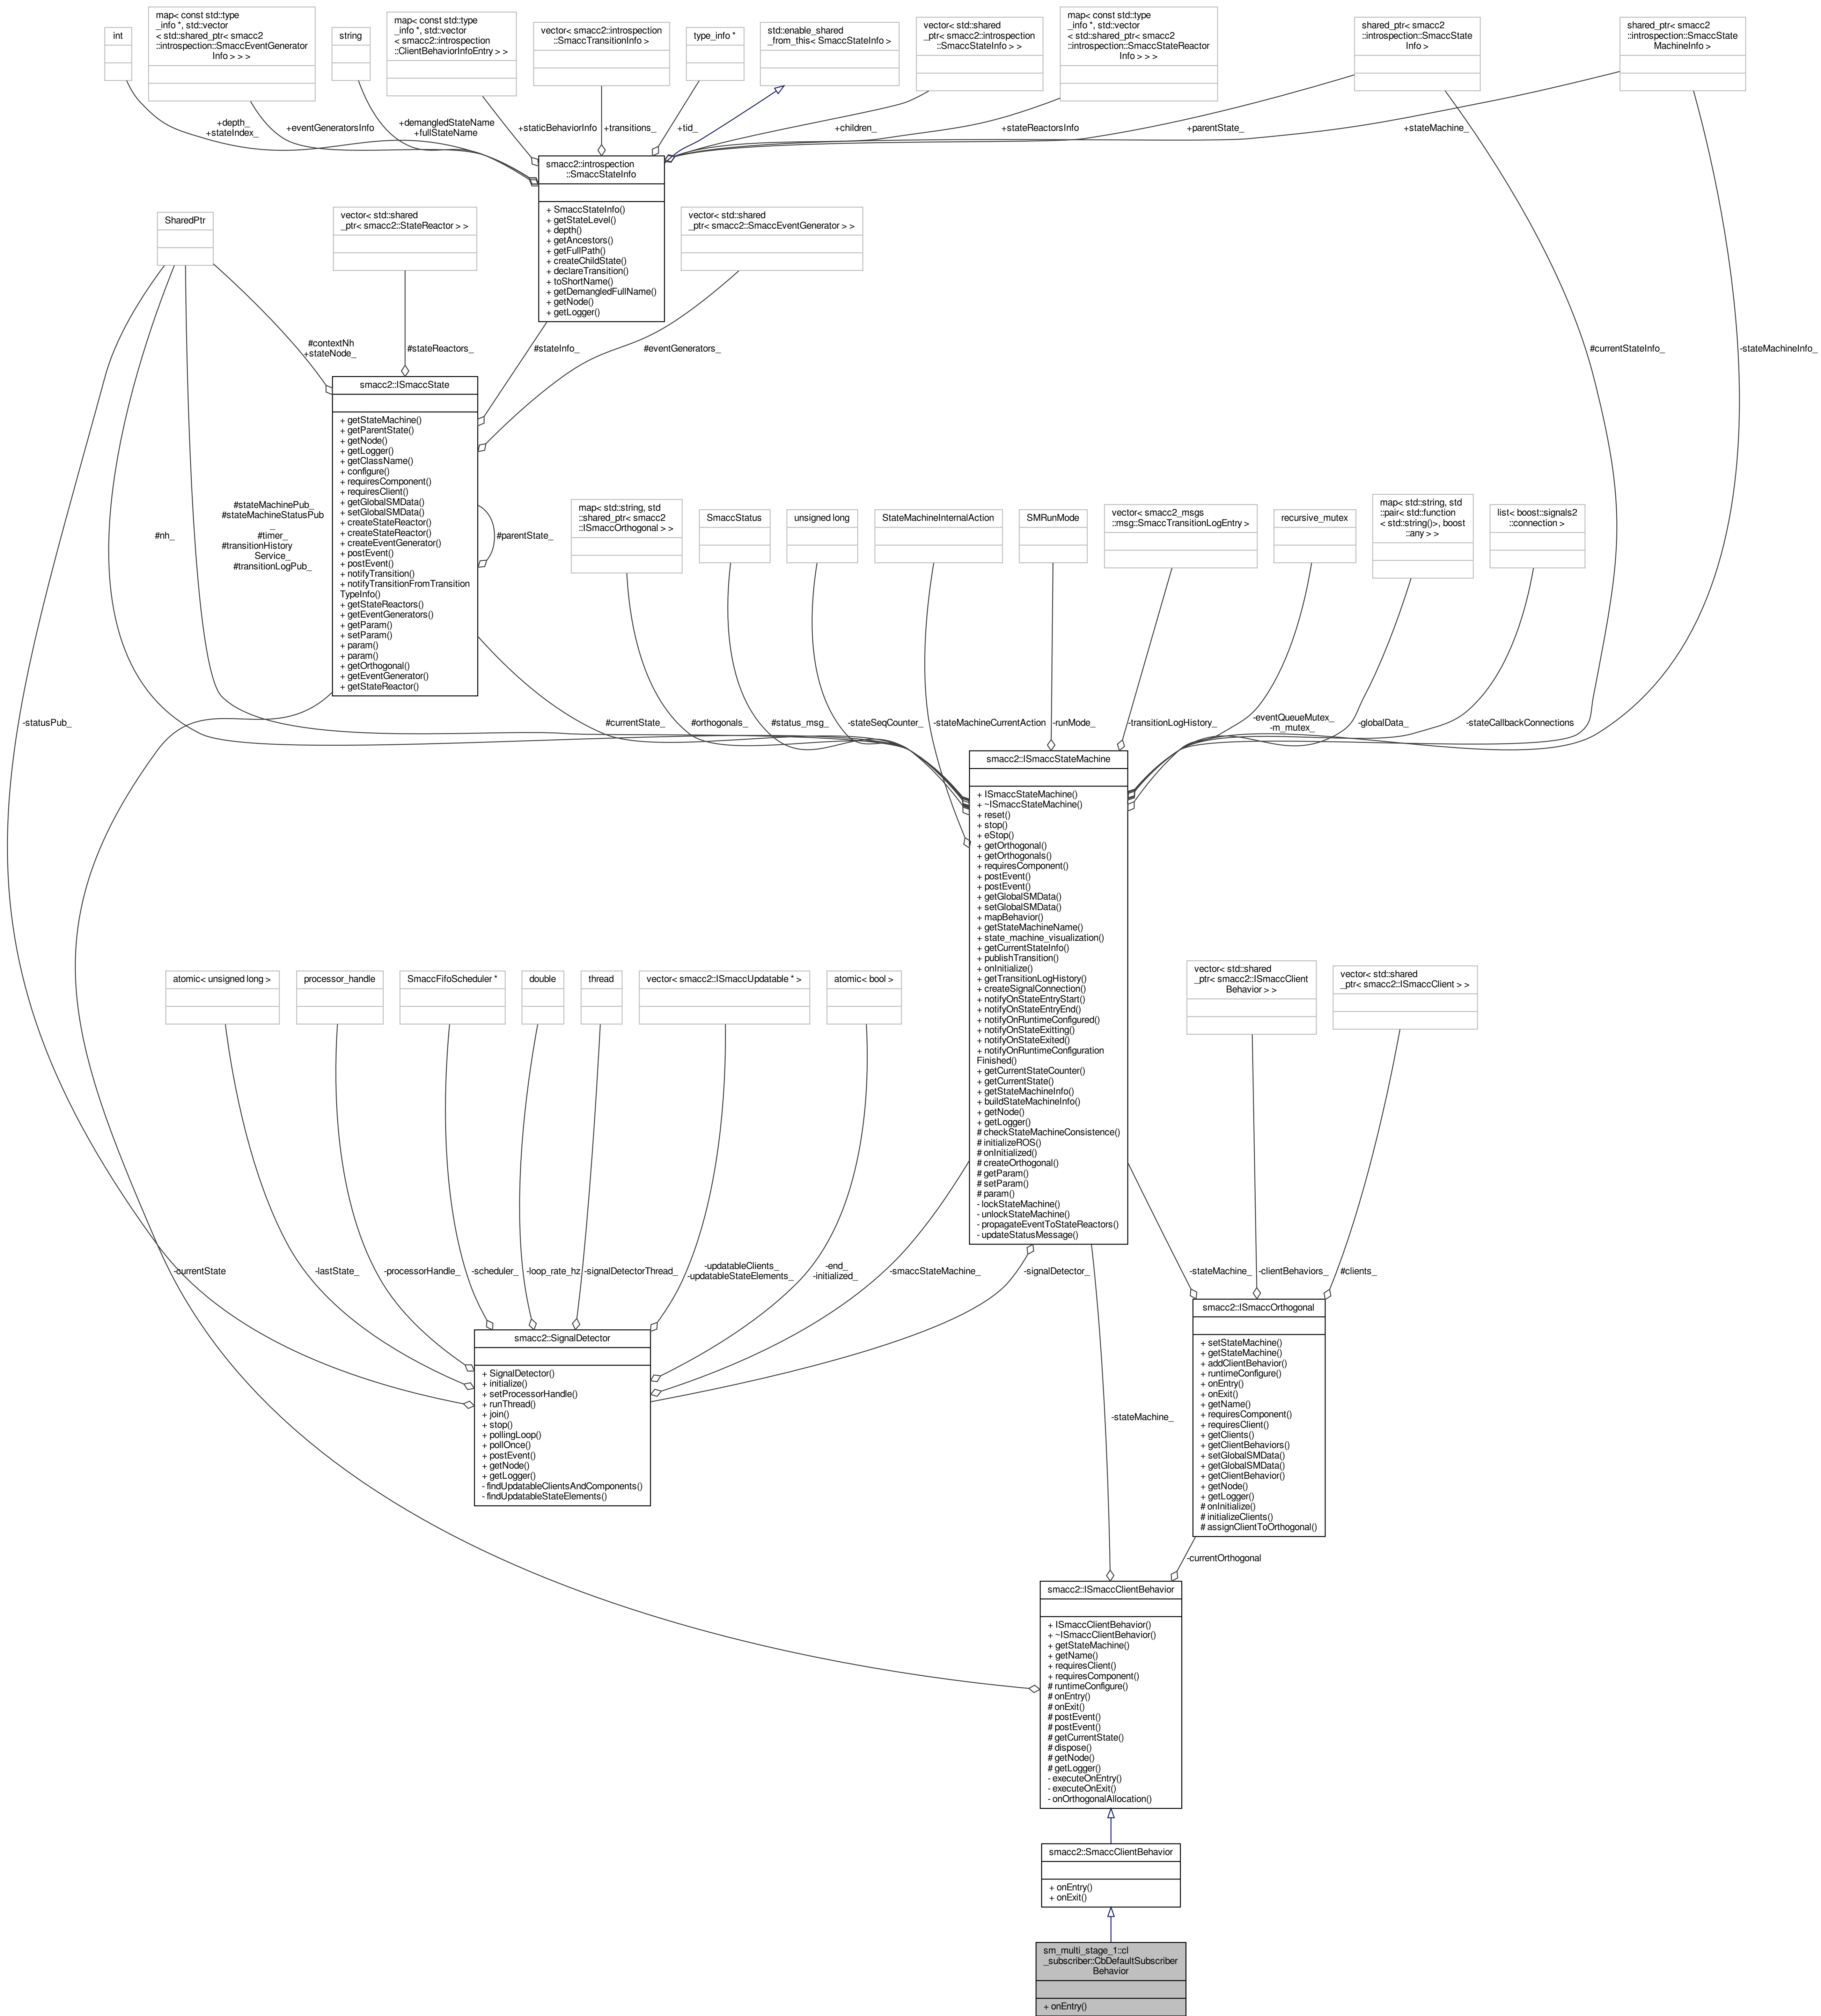 int
map< const std::type
_info *, std::vector
< std::shared_ptr< smacc2
::introspection::SmaccEventGenerator
Info > > >
string
map< const std::type
_info *, std::vector
< smacc2::introspection
::ClientBehaviorInfoEntry > >
vector< smacc2::introspection
::SmaccTransitionInfo >
type_info *
std::enable_shared
_from_this< SmaccStateInfo >
vector< std::shared
_ptr< smacc2::introspection
::SmaccStateInfo > >
map< const std::type
_info *, std::vector
< std::shared_ptr< smacc2
::introspection::SmaccStateReactor
Info > > >
shared_ptr< smacc2
::introspection::SmaccState
Info >
shared_ptr< smacc2
::introspection::SmaccState
MachineInfo >
+depth_
+stateIndex_
+eventGeneratorsInfo
+demangledStateName
+fullStateName
+staticBehaviorInfo
+transitions_
+tid_
+children_
+stateReactorsInfo
+parentState_
+stateMachine_
smacc2::introspection
::SmaccStateInfo
+ SmaccStateInfo()
+ getStateLevel()
+ depth()
+ getAncestors()
+ getFullPath()
+ createChildState()
+ declareTransition()
+ toShortName()
+ getDemangledFullName()
+ getNode()
+ getLogger()
SharedPtr
vector< std::shared
_ptr< smacc2::StateReactor > >
vector< std::shared
_ptr< smacc2::SmaccEventGenerator > >
#contextNh
+stateNode_
#stateReactors_
#stateInfo_
#eventGenerators_
#currentStateInfo_
-stateMachineInfo_
smacc2::ISmaccState
+ getStateMachine()
+ getParentState()
+ getNode()
+ getLogger()
+ getClassName()
+ configure()
+ requiresComponent()
+ requiresClient()
+ getGlobalSMData()
+ setGlobalSMData()
+ createStateReactor()
+ createStateReactor()
+ createEventGenerator()
+ postEvent()
+ postEvent()
+ notifyTransition()
+ notifyTransitionFromTransition
TypeInfo()
+ getStateReactors()
+ getEventGenerators()
+ getParam()
+ setParam()
+ param()
+ param()
+ getOrthogonal()
+ getEventGenerator()
+ getStateReactor()
#parentState_
#nh_
#stateMachinePub_
#stateMachineStatusPub
_
#timer_
#transitionHistory
Service_
#transitionLogPub_
map< std::string, std
::shared_ptr< smacc2
::ISmaccOrthogonal > >
SmaccStatus
unsigned long
StateMachineInternalAction
SMRunMode
vector< smacc2_msgs
::msg::SmaccTransitionLogEntry >
recursive_mutex
map< std::string, std
::pair< std::function
< std::string()>, boost
::any > >
list< boost::signals2
::connection >
-statusPub_
#currentState_
#orthogonals_
#status_msg_
-stateSeqCounter_
-stateMachineCurrentAction
-runMode_
-transitionLogHistory_
-eventQueueMutex_
-m_mutex_
-globalData_
-stateCallbackConnections
smacc2::ISmaccStateMachine
+ ISmaccStateMachine()
+ ~ISmaccStateMachine()
+ reset()
+ stop()
+ eStop()
+ getOrthogonal()
+ getOrthogonals()
+ requiresComponent()
+ postEvent()
+ postEvent()
+ getGlobalSMData()
+ setGlobalSMData()
+ mapBehavior()
+ getStateMachineName()
+ state_machine_visualization()
+ getCurrentStateInfo()
+ publishTransition()
+ onInitialize()
+ getTransitionLogHistory()
+ createSignalConnection()
+ notifyOnStateEntryStart()
+ notifyOnStateEntryEnd()
+ notifyOnRuntimeConfigured()
+ notifyOnStateExitting()
+ notifyOnStateExited()
+ notifyOnRuntimeConfiguration
Finished()
+ getCurrentStateCounter()
+ getCurrentState()
+ getStateMachineInfo()
+ buildStateMachineInfo()
+ getNode()
+ getLogger()
# checkStateMachineConsistence()
# initializeROS()
# onInitialized()
# createOrthogonal()
# getParam()
# setParam()
# param()
- lockStateMachine()
- unlockStateMachine()
- propagateEventToStateReactors()
- updateStatusMessage()
atomic< unsigned long >
processor_handle
SmaccFifoScheduler *
double
thread
vector< smacc2::ISmaccUpdatable * >
atomic< bool >
vector< std::shared
_ptr< smacc2::ISmaccClient
Behavior > >
vector< std::shared
_ptr< smacc2::ISmaccClient > >
-currentState
-lastState_
-processorHandle_
-scheduler_
-loop_rate_hz
-signalDetectorThread_
-updatableClients_
-updatableStateElements_
-end_
-initialized_
-smaccStateMachine_
-signalDetector_
-stateMachine_
-clientBehaviors_
#clients_
smacc2::SignalDetector
+ SignalDetector()
+ initialize()
+ setProcessorHandle()
+ runThread()
+ join()
+ stop()
+ pollingLoop()
+ pollOnce()
+ postEvent()
+ getNode()
+ getLogger()
- findUpdatableClientsAndComponents()
- findUpdatableStateElements()
smacc2::ISmaccOrthogonal
+ setStateMachine()
+ getStateMachine()
+ addClientBehavior()
+ runtimeConfigure()
+ onEntry()
+ onExit()
+ getName()
+ requiresComponent()
+ requiresClient()
+ getClients()
+ getClientBehaviors()
+ setGlobalSMData()
+ getGlobalSMData()
+ getClientBehavior()
+ getNode()
+ getLogger()
# onInitialize()
# initializeClients()
# assignClientToOrthogonal()
-stateMachine_
-currentOrthogonal
smacc2::ISmaccClientBehavior
+ ISmaccClientBehavior()
+ ~ISmaccClientBehavior()
+ getStateMachine()
+ getName()
+ requiresClient()
+ requiresComponent()
# runtimeConfigure()
# onEntry()
# onExit()
# postEvent()
# postEvent()
# getCurrentState()
# dispose()
# getNode()
# getLogger()
- executeOnEntry()
- executeOnExit()
- onOrthogonalAllocation()
smacc2::SmaccClientBehavior
+ onEntry()
+ onExit()
sm_multi_stage_1::cl
_subscriber::CbDefaultSubscriber
Behavior
+ onEntry()